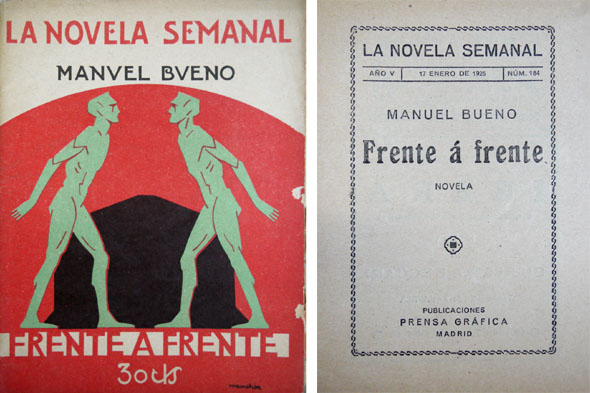 LA NOVELA SEMANAL
MANVEL BVENO
FRENTE A FRENTE
30 cts
LA NOVELA SEMANAL
AÑO V | 17 ENERO DE 1925 | NÚM. 184
MANUEL BUENO
Frente á frente
NOVELA
PUBLICACIONES
PRENSA GRÁFICA
MADRID